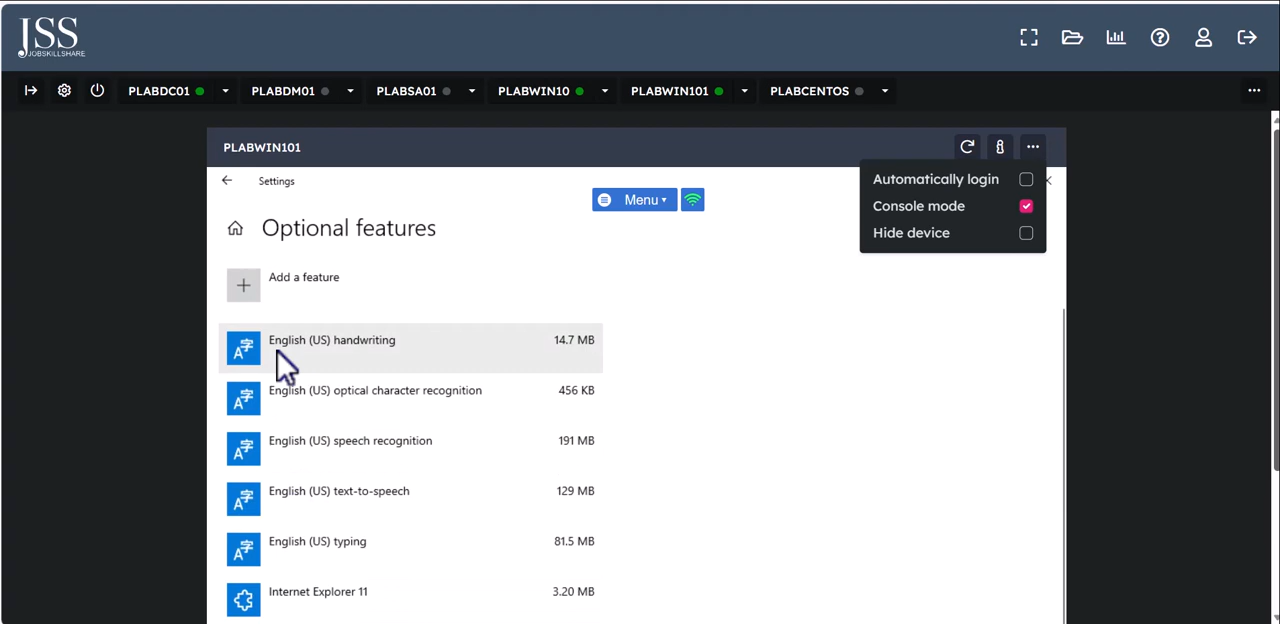 JSS
JOBSKILLSHARE
PLABDC01
PLABDM01
PLABSA01
PLABWIN10
PLABWIN101
PLABCENTOS
PLABWIN101
Automatically login
Console mode
Hide device
Settings
Menu
Optional features
Add a feature
English (US) handwriting 14.7 MB
English (US) optical character recognition 456 KB
English (US) speech recognition 191 MB
English (US) text-to-speech 129 MB
English (US) typing 81.5 MB
Internet Explorer 11 3.20 MB